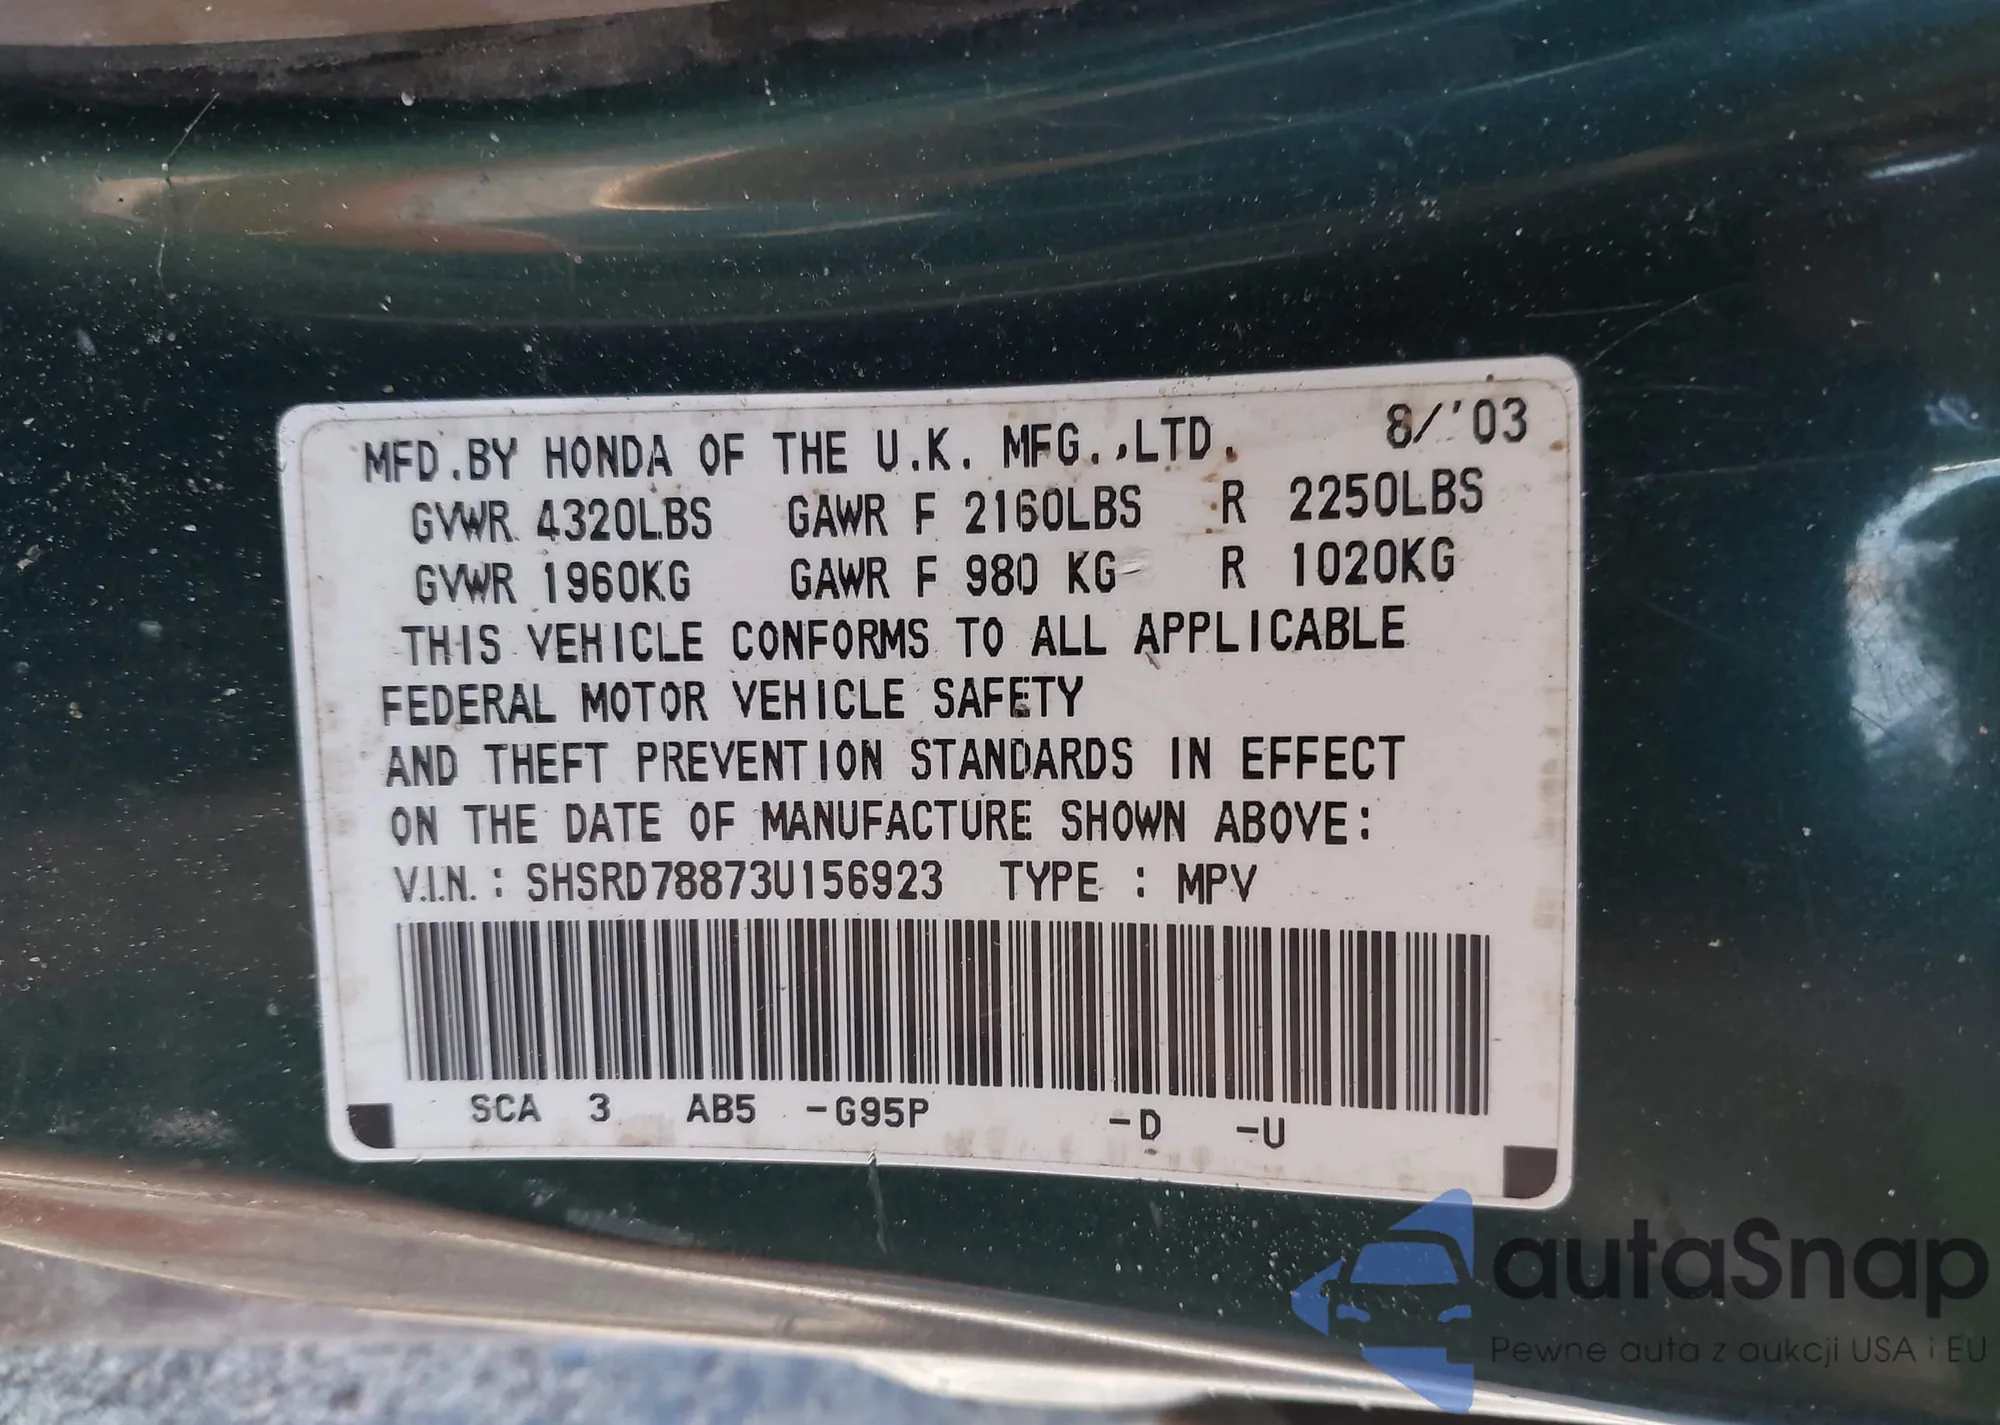 MFD.BY HONDA OF THE U.K. MFG.,LTD. 8/'03
GVWR 4320LBS GAWR F 2160LBS R 2250LBS
GVWR 1960KG GAWR F 980 KG R 1020KG
THIS VEHICLE CONFORMS TO ALL APPLICABLE
FEDERAL MOTOR VEHICLE SAFETY
AND THEFT PREVENTION STANDARDS IN EFFECT
ON THE DATE OF MANUFACTURE SHOWN ABOVE:
V.I.N. : SHSRD78873U156923 TYPE : MPV
SCA 3 AB5 -G95P -D -U
autaSnap
Pewne auta z aukcji USA i EU